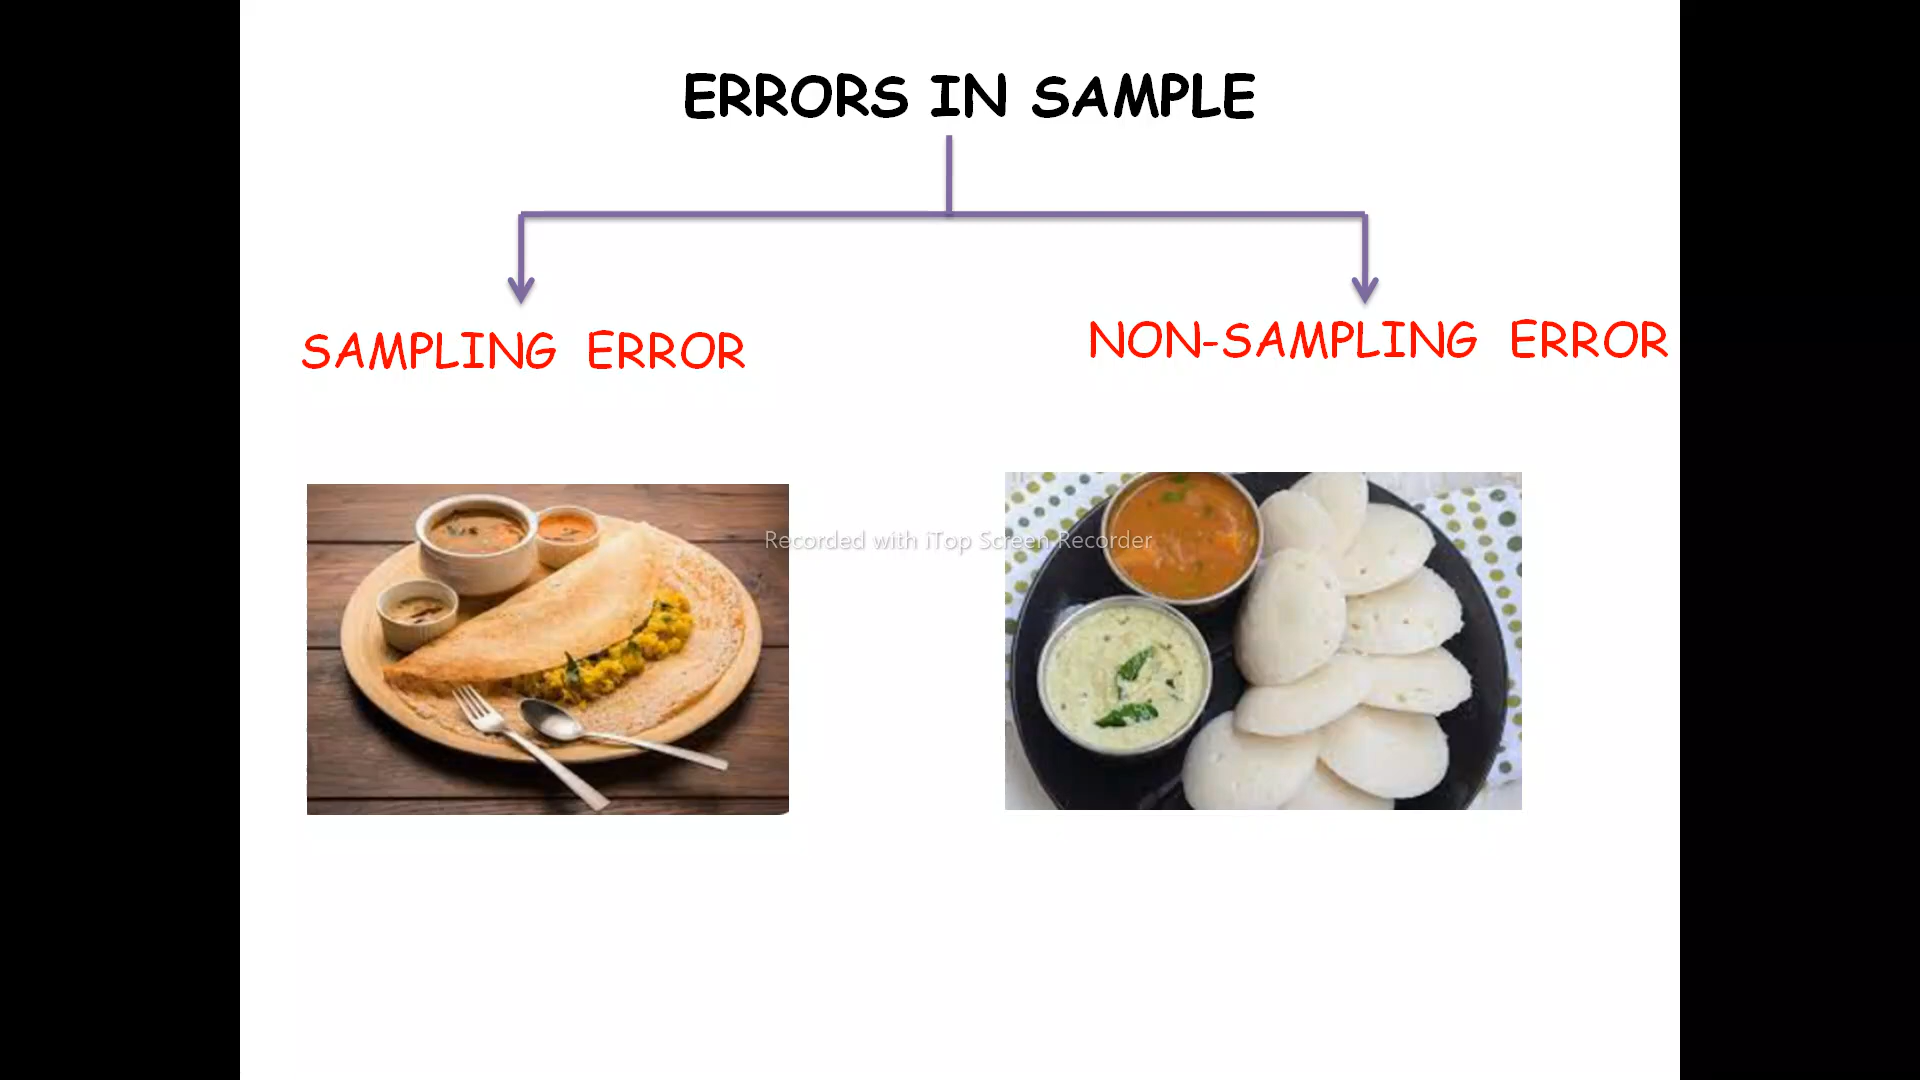 ERRORS IN SAMPLE
SAMPLING ERROR
NON-SAMPLING ERROR
Recorded with iTop Screen Recorder